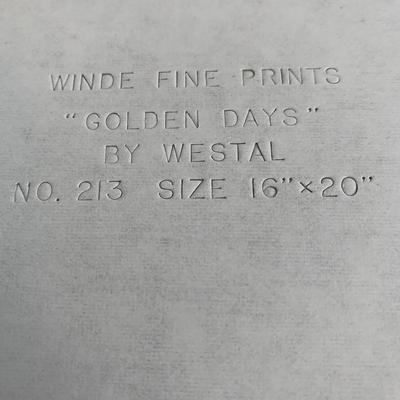 WINDE FINE PRINTS
"GOLDEN DAYS"
BY WESTAL
NO. 213 SIZE 16"×20"